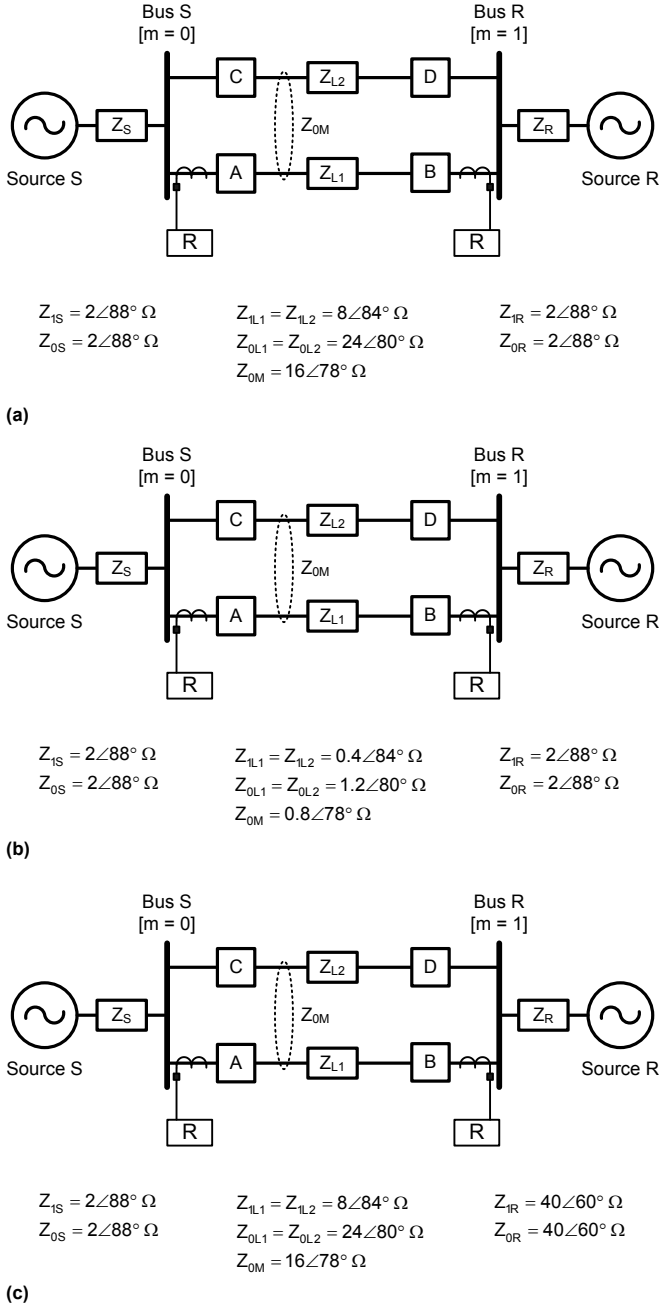 Bus S Bus R
[m = 0] [m = 1]
C Z_L2 D
Z_S Z_0M Z_R
Source S A Z_L1 B Source R
R R
Z_1S = 2∠88° Ω Z_1L1 = Z_1L2 = 8∠84° Ω Z_1R = 2∠88° Ω
Z_0S = 2∠88° Ω Z_0L1 = Z_0L2 = 24∠80° Ω Z_0R = 2∠88° Ω
Z_0M = 16∠78° Ω
(a)
Bus S Bus R
[m = 0] [m = 1]
C Z_L2 D
Z_S Z_0M Z_R
Source S A Z_L1 B Source R
R R
Z_1S = 2∠88° Ω Z_1L1 = Z_1L2 = 0.4∠84° Ω Z_1R = 2∠88° Ω
Z_0S = 2∠88° Ω Z_0L1 = Z_0L2 = 1.2∠80° Ω Z_0R = 2∠88° Ω
Z_0M = 0.8∠78° Ω
(b)
Bus S Bus R
[m = 0] [m = 1]
C Z_L2 D
Z_S Z_0M Z_R
Source S A Z_L1 B Source R
R R
Z_1S = 2∠88° Ω Z_1L1 = Z_1L2 = 8∠84° Ω Z_1R = 40∠60° Ω
Z_0S = 2∠88° Ω Z_0L1 = Z_0L2 = 24∠80° Ω Z_0R = 40∠60° Ω
Z_0M = 16∠78° Ω
(c)